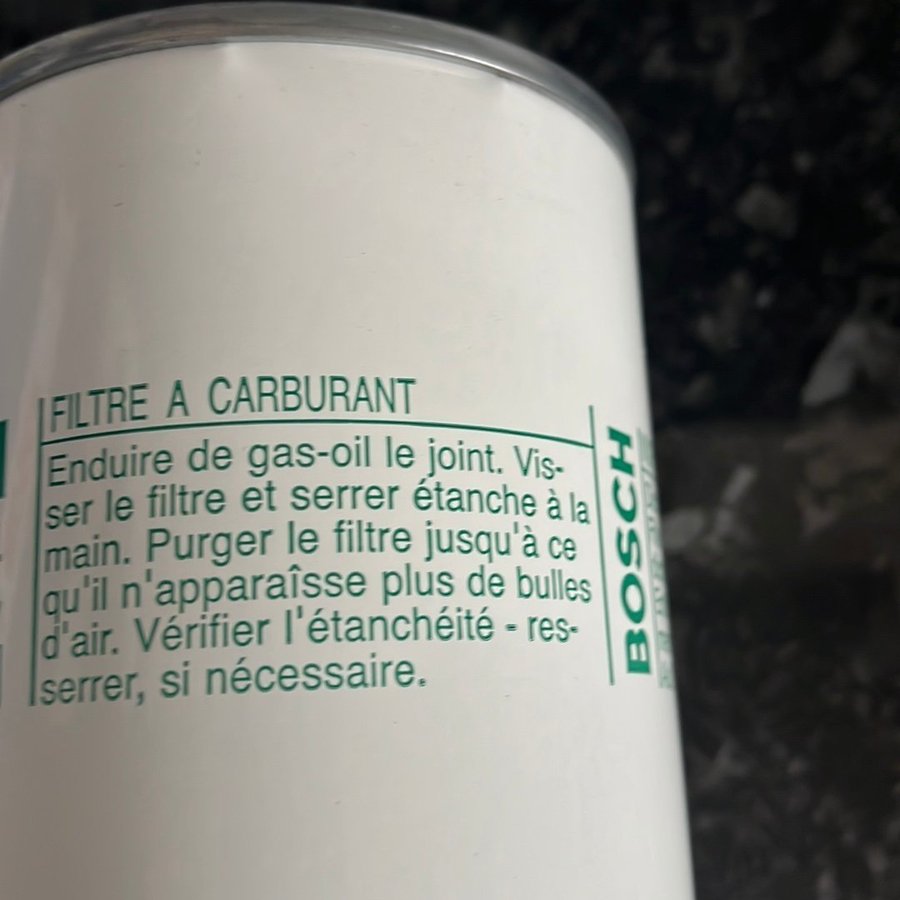 FILTRE A CARBURANT
Enduire de gas-oil le joint. Vis-
ser le filtre et serrer étanche à la
main. Purger le filtre jusqu'à ce
qu'il n'apparaîsse plus de bulles
d'air. Vérifier l'étanchéité - res-
serrer, si nécessaire.
BOSCH